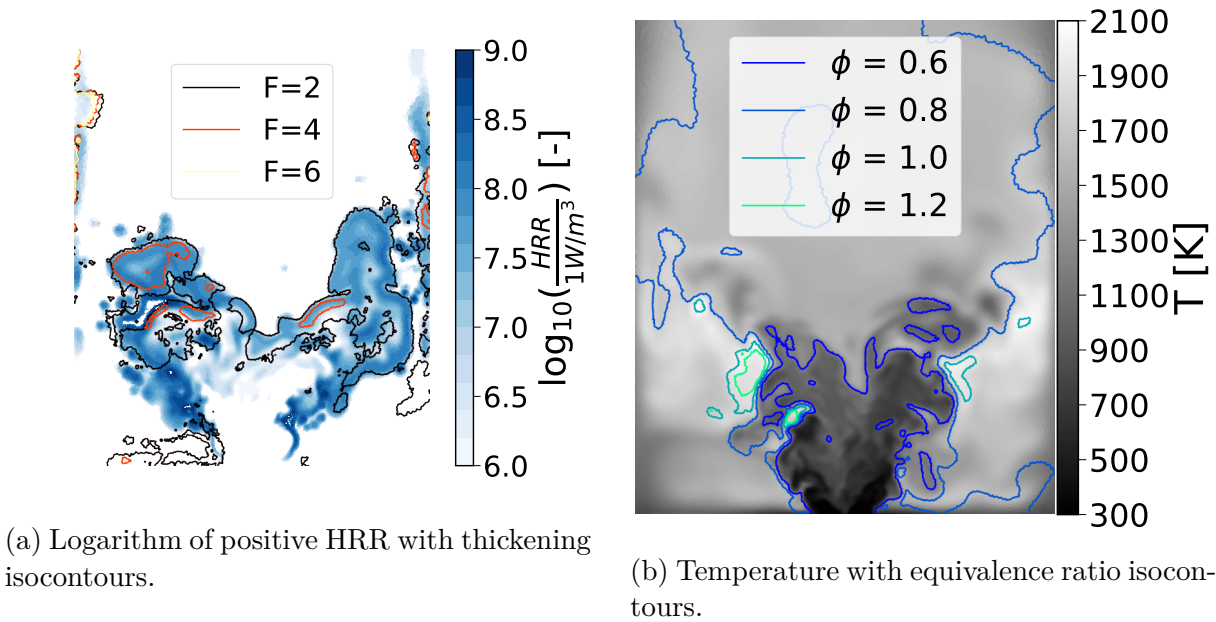 F=2
F=4
F=6
9.0
8.5
8.0
7.5
7.0
6.5
6.0
log10(HRR/1W/m³) [-]
(a) Logarithm of positive HRR with thickening
isocontours.
ϕ = 0.6
ϕ = 0.8
ϕ = 1.0
ϕ = 1.2
2100
1900
1700
1500
1300
1100
900
700
500
300
T [K]
(b) Temperature with equivalence ratio isocon-
tours.